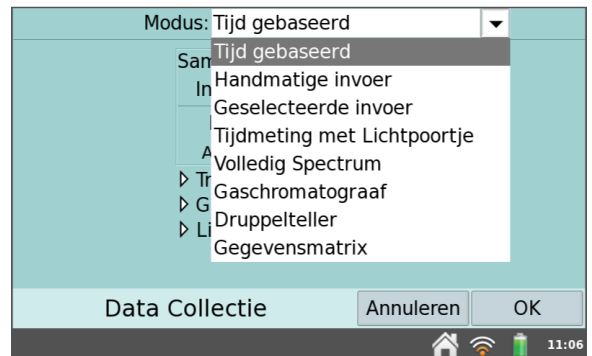 Modus: Tijd gebaseerd
Tijd gebaseerd
Handmatige invoer
Geselecteerde invoer
Tijdmeting met Lichtpoortje
Volledig Spectrum
Gaschromatograaf
Druppelteller
Gegevensmatrix
Data Collectie Annuleren OK
11:06